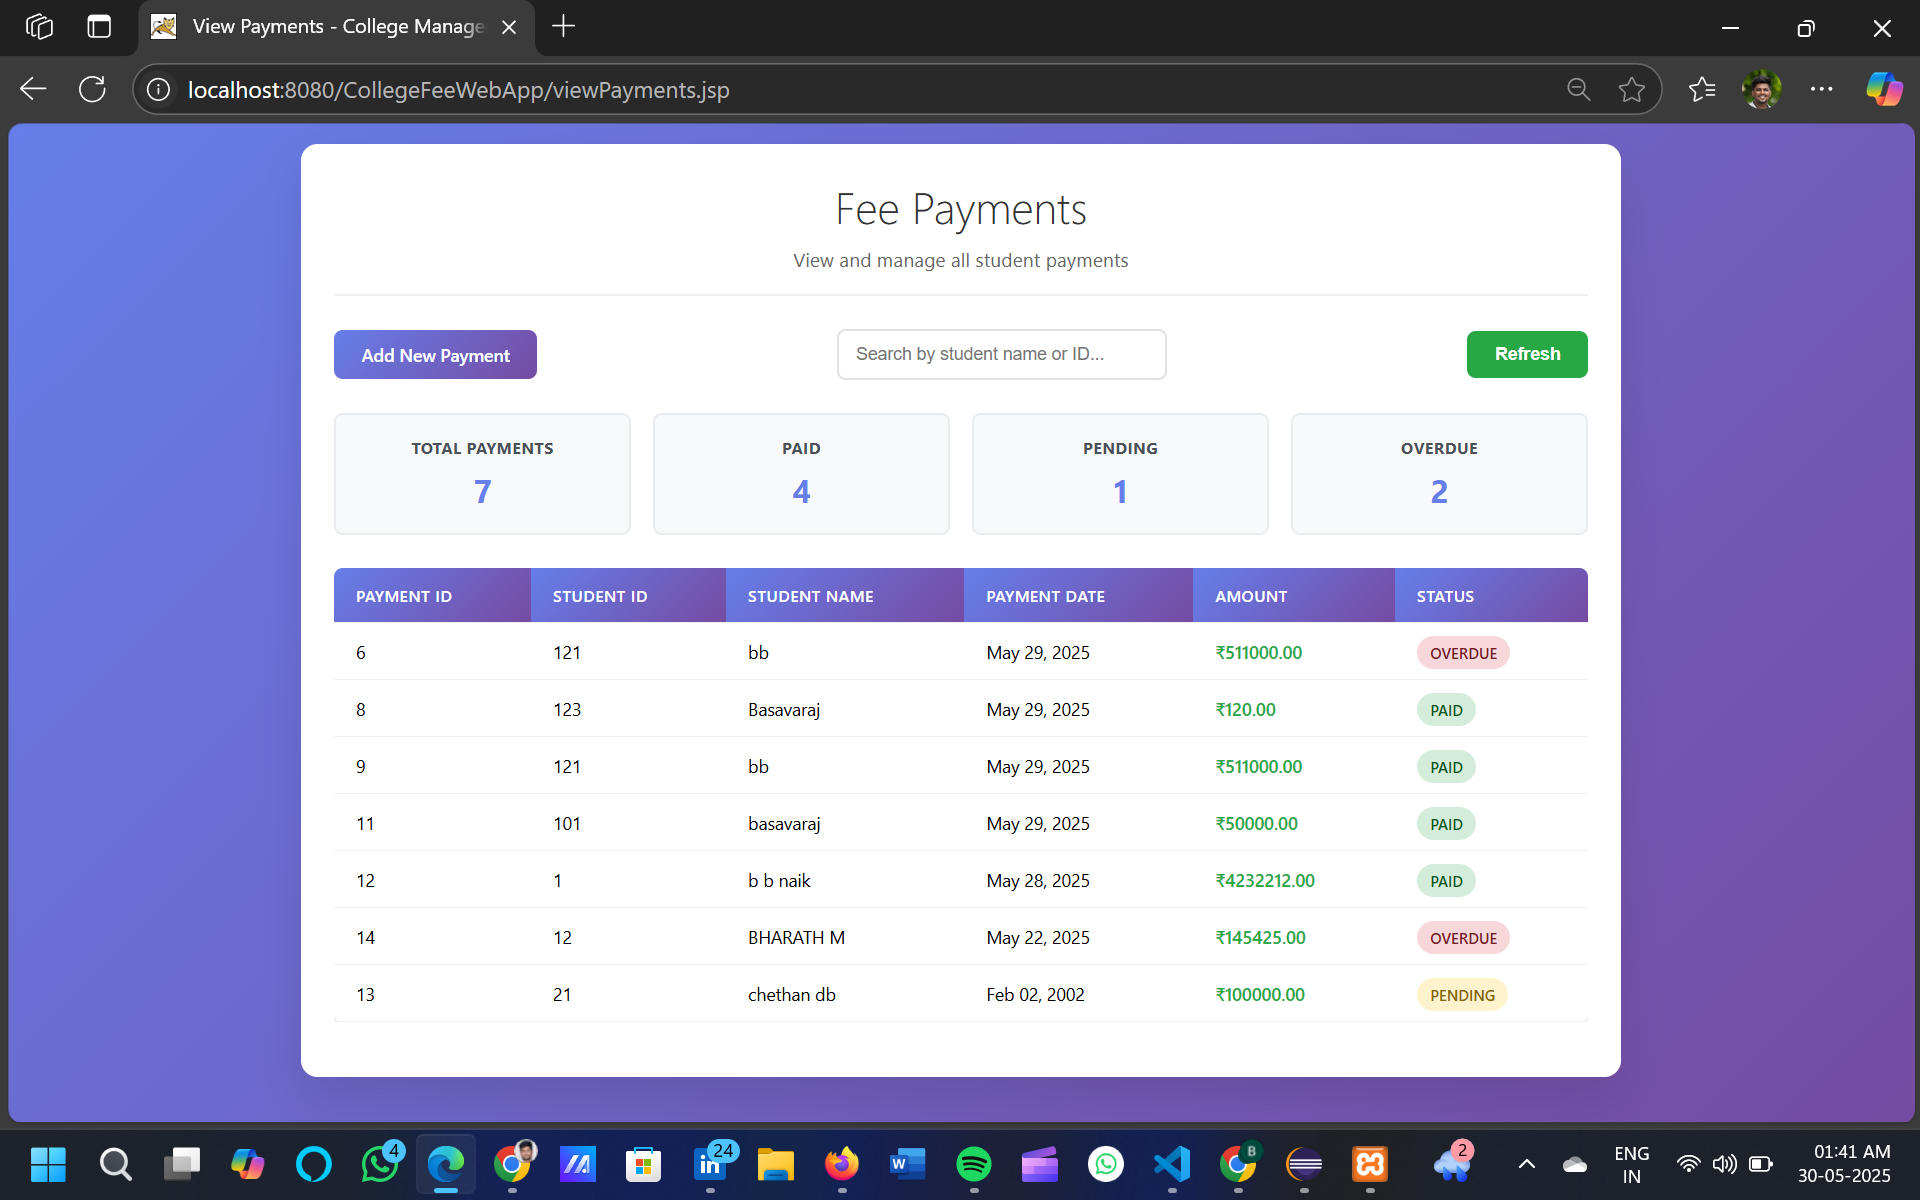 View Payments - College Manage
localhost:8080/CollegeFeeWebApp/viewPayments.jsp
Fee Payments
View and manage all student payments
Add New Payment
Search by student name or ID...
Refresh
TOTAL PAYMENTS
7
PAID
4
PENDING
1
OVERDUE
2
PAYMENT ID STUDENT ID STUDENT NAME PAYMENT DATE AMOUNT STATUS
6 121 bb May 29, 2025 ₹511000.00 OVERDUE
8 123 Basavaraj May 29, 2025 ₹120.00 PAID
9 121 bb May 29, 2025 ₹511000.00 PAID
11 101 basavaraj May 29, 2025 ₹50000.00 PAID
12 1 b b naik May 28, 2025 ₹4232212.00 PAID
14 12 BHARATH M May 22, 2025 ₹145425.00 OVERDUE
13 21 chethan db Feb 02, 2002 ₹100000.00 PENDING
4
24
in
W
B
2
ENG
IN
01:41 AM
30-05-2025